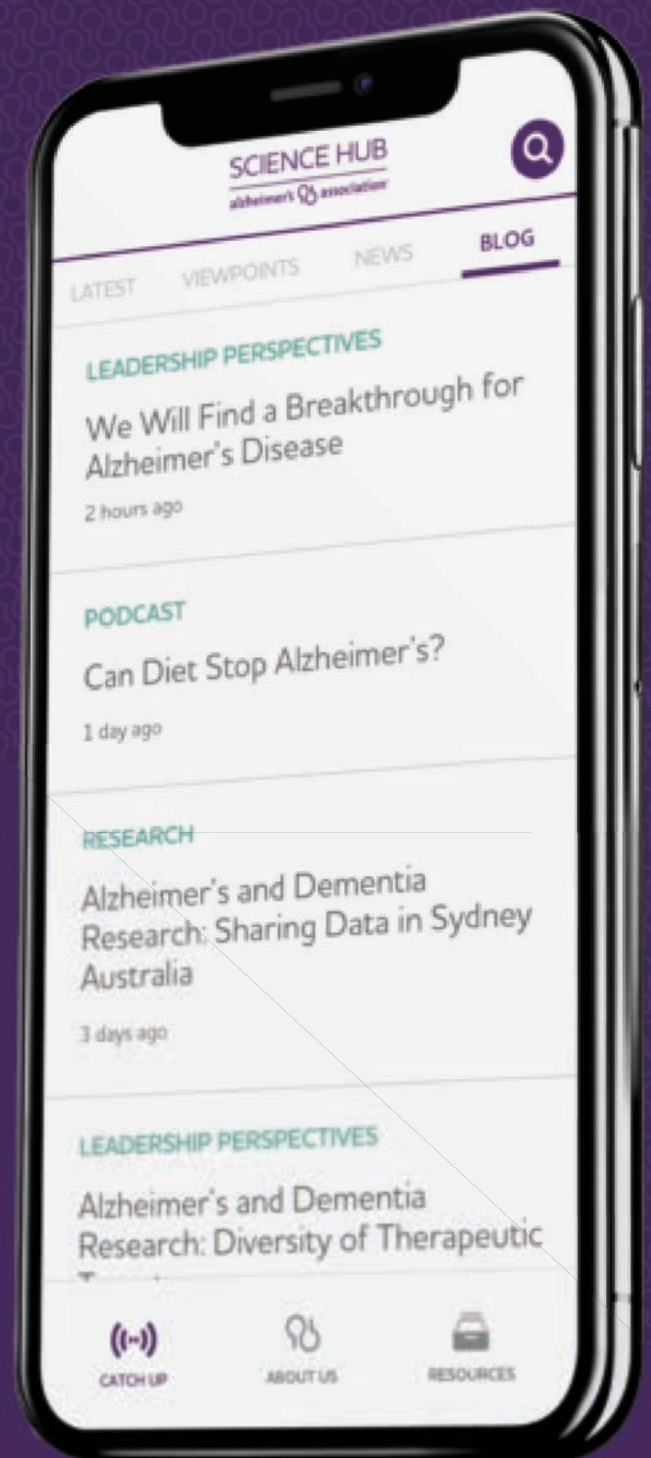 SCIENCE HUB
alzheimer's association
LATEST VIEWPOINTS NEWS BLOG
LEADERSHIP PERSPECTIVES
We Will Find a Breakthrough for
Alzheimer's Disease
2 hours ago
PODCAST
Can Diet Stop Alzheimer's?
1 day ago
RESEARCH
Alzheimer's and Dementia
Research: Sharing Data in Sydney
Australia
3 days ago
LEADERSHIP PERSPECTIVES
Alzheimer's and Dementia
Research: Diversity of Therapeutic
CATCH UP ABOUT US RESOURCES